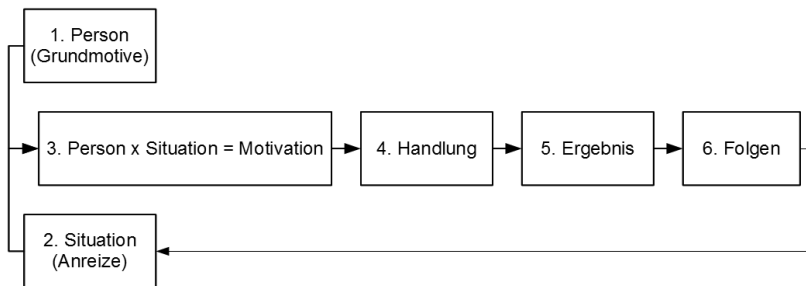 1. Person
(Grundmotive)
3. Person x Situation = Motivation
4. Handlung
5. Ergebnis
6. Folgen
2. Situation
(Anreize)